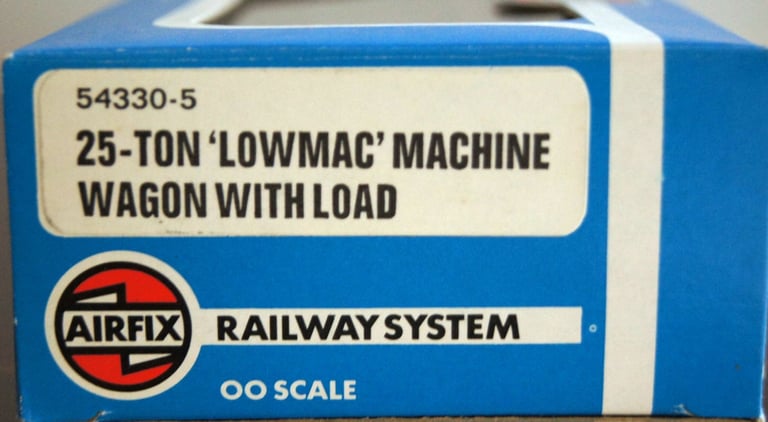 54330-5
25-TON ‘LOWMAC’ MACHINE
WAGON WITH LOAD
AIRFIX RAILWAY SYSTEM
OO SCALE